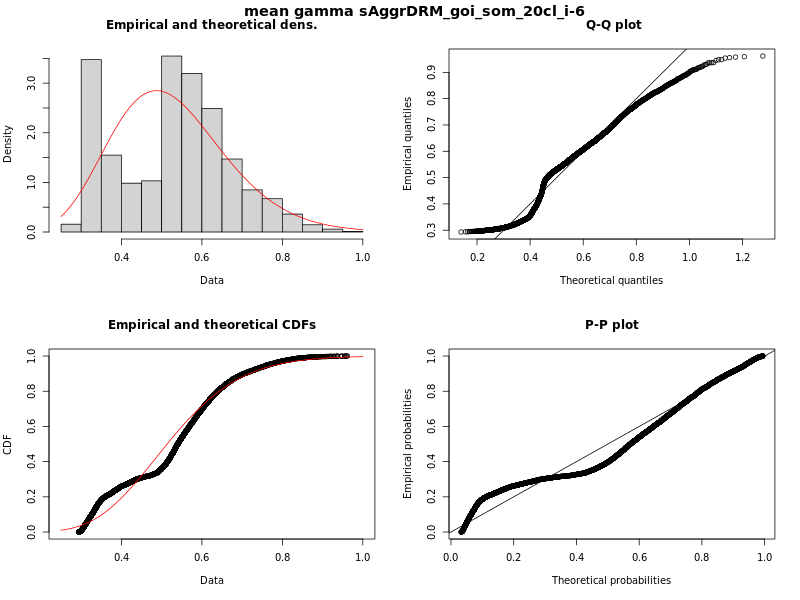 mean gamma sAggrDRM_goi_som_20cl_i-6
Empirical and theoretical dens.
Density
0.0 1.0 2.0 3.0
0.4 0.6 0.8 1.0
Data
Q-Q plot
Empirical quantiles
0.3 0.4 0.5 0.6 0.7 0.8 0.9
0.2 0.4 0.6 0.8 1.0 1.2
Theoretical quantiles
Empirical and theoretical CDFs
CDF
0.0 0.2 0.4 0.6 0.8 1.0
0.4 0.6 0.8 1.0
Data
P-P plot
Empirical probabilities
0.0 0.2 0.4 0.6 0.8 1.0
0.0 0.2 0.4 0.6 0.8 1.0
Theoretical probabilities